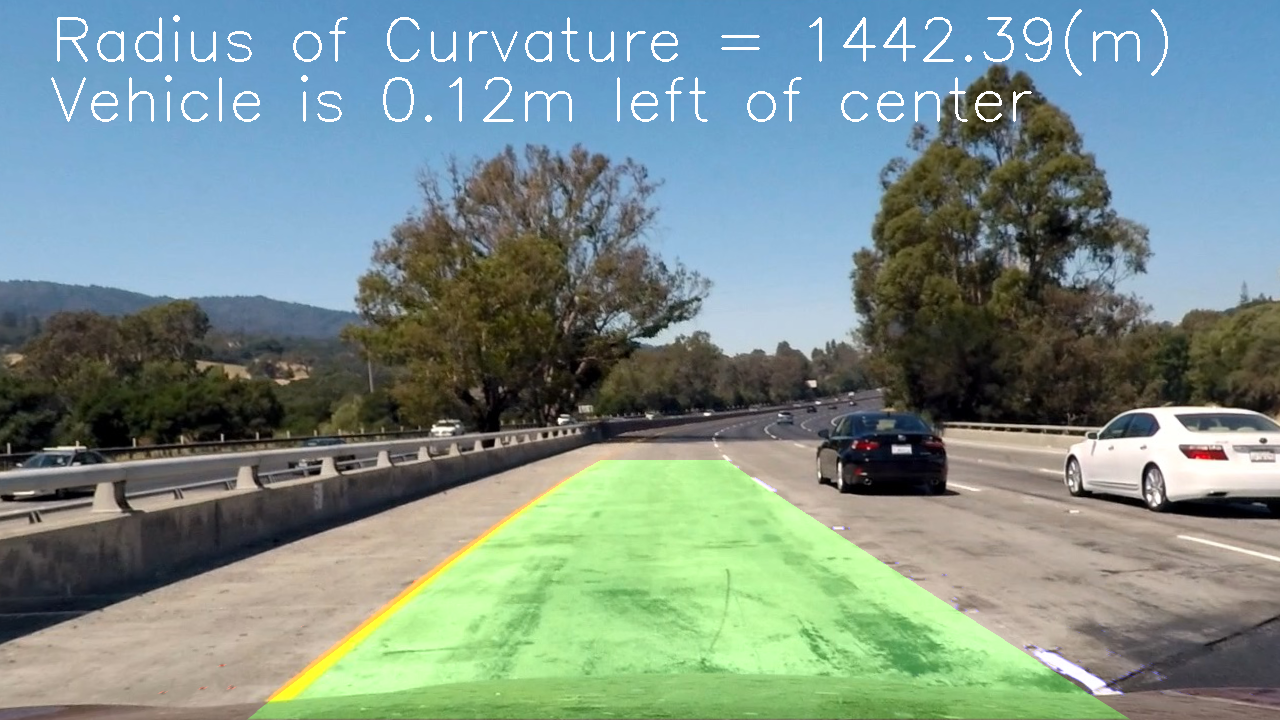 Radius of Curvature = 1442.39(m)
Vehicle is 0.12m left of center